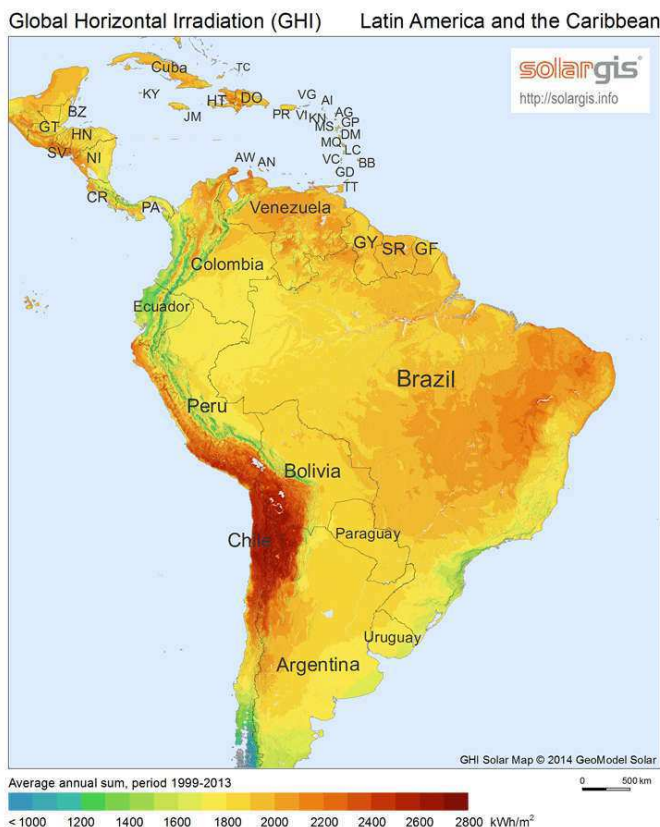 Global Horizontal Irradiation (GHI) Latin America and the Caribbean
solargis
http://solargis.info
Cuba
TC
KY
HT
DO
JM
PR
VG
AI
VI
KN
AG
MS
GP
DM
MQ
LC
VC
BB
GD
TT
BZ
GT
HN
SV
NI
AW
AN
CR
PA
Venezuela
GY
SR
GF
Colombia
Ecuador
Brazil
Peru
Bolivia
Chile
Paraguay
Uruguay
Argentina
GHI Solar Map © 2014 GeoModel Solar
Average annual sum, period 1999-2013
0 500 km
< 1000 1200 1400 1600 1800 2000 2200 2400 2600 2800 kWh/m²